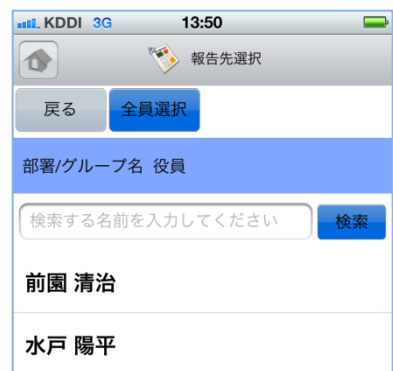 KDDI 3G 13:50
報告先選択
戻る 全員選択
部署/グループ名 役員
検索する名前を入力してください 検索
前園 清治
水戸 陽平